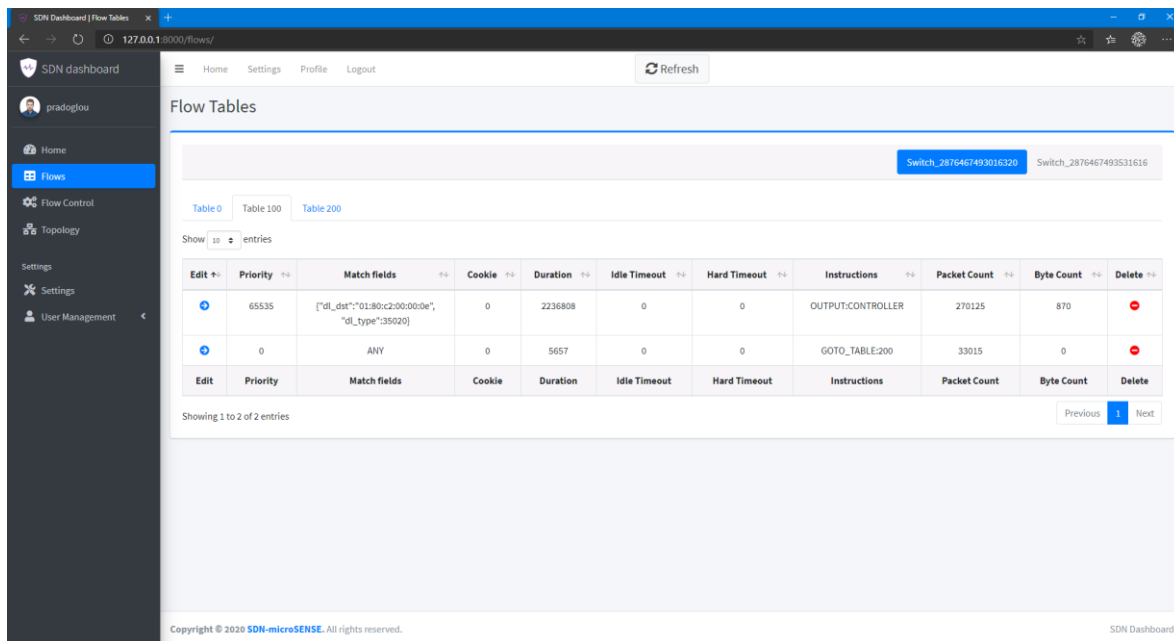 SDN Dashboard | Flow Tables
127.0.0.1:8000/flows/
SDN dashboard
Home Settings Profile Logout
Refresh
pradoglou
Home
Flows
Flow Control
Topology
Settings
Settings
User Management
Flow Tables
Switch_2876467493016320 Switch_2876467493531616
Table 0 Table 100 Table 200
Show 10 entries
Edit Priority Match fields Cookie Duration Idle Timeout Hard Timeout Instructions Packet Count Byte Count Delete
65535 {"dl_dst":"01:80:c2:00:00:0e", 0 2236808 0 0 OUTPUT:CONTROLLER 270125 870
"dl_type":35020}
0 ANY 0 5657 0 0 GOTO_TABLE:200 33015 0
Edit Priority Match fields Cookie Duration Idle Timeout Hard Timeout Instructions Packet Count Byte Count Delete
Showing 1 to 2 of 2 entries
Previous 1 Next
Copyright © 2020 SDN-microSENSE. All rights reserved.
SDN Dashboard